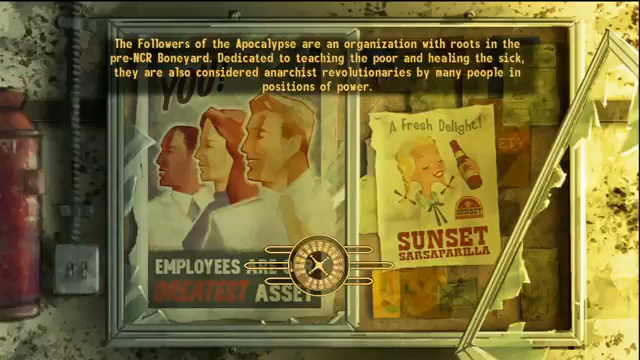 The Followers of the Apocalypse are an organization with roots in the
pre-NCR Boneyard. Dedicated to teaching the poor and healing the sick,
they are also considered anarchist revolutionaries by many people in
positions of power.
YOU!
A Fresh Delight!
SUNSET
SUNSET
SARSAPARILLA
EMPLOYEES ARE
GREATEST ASSET